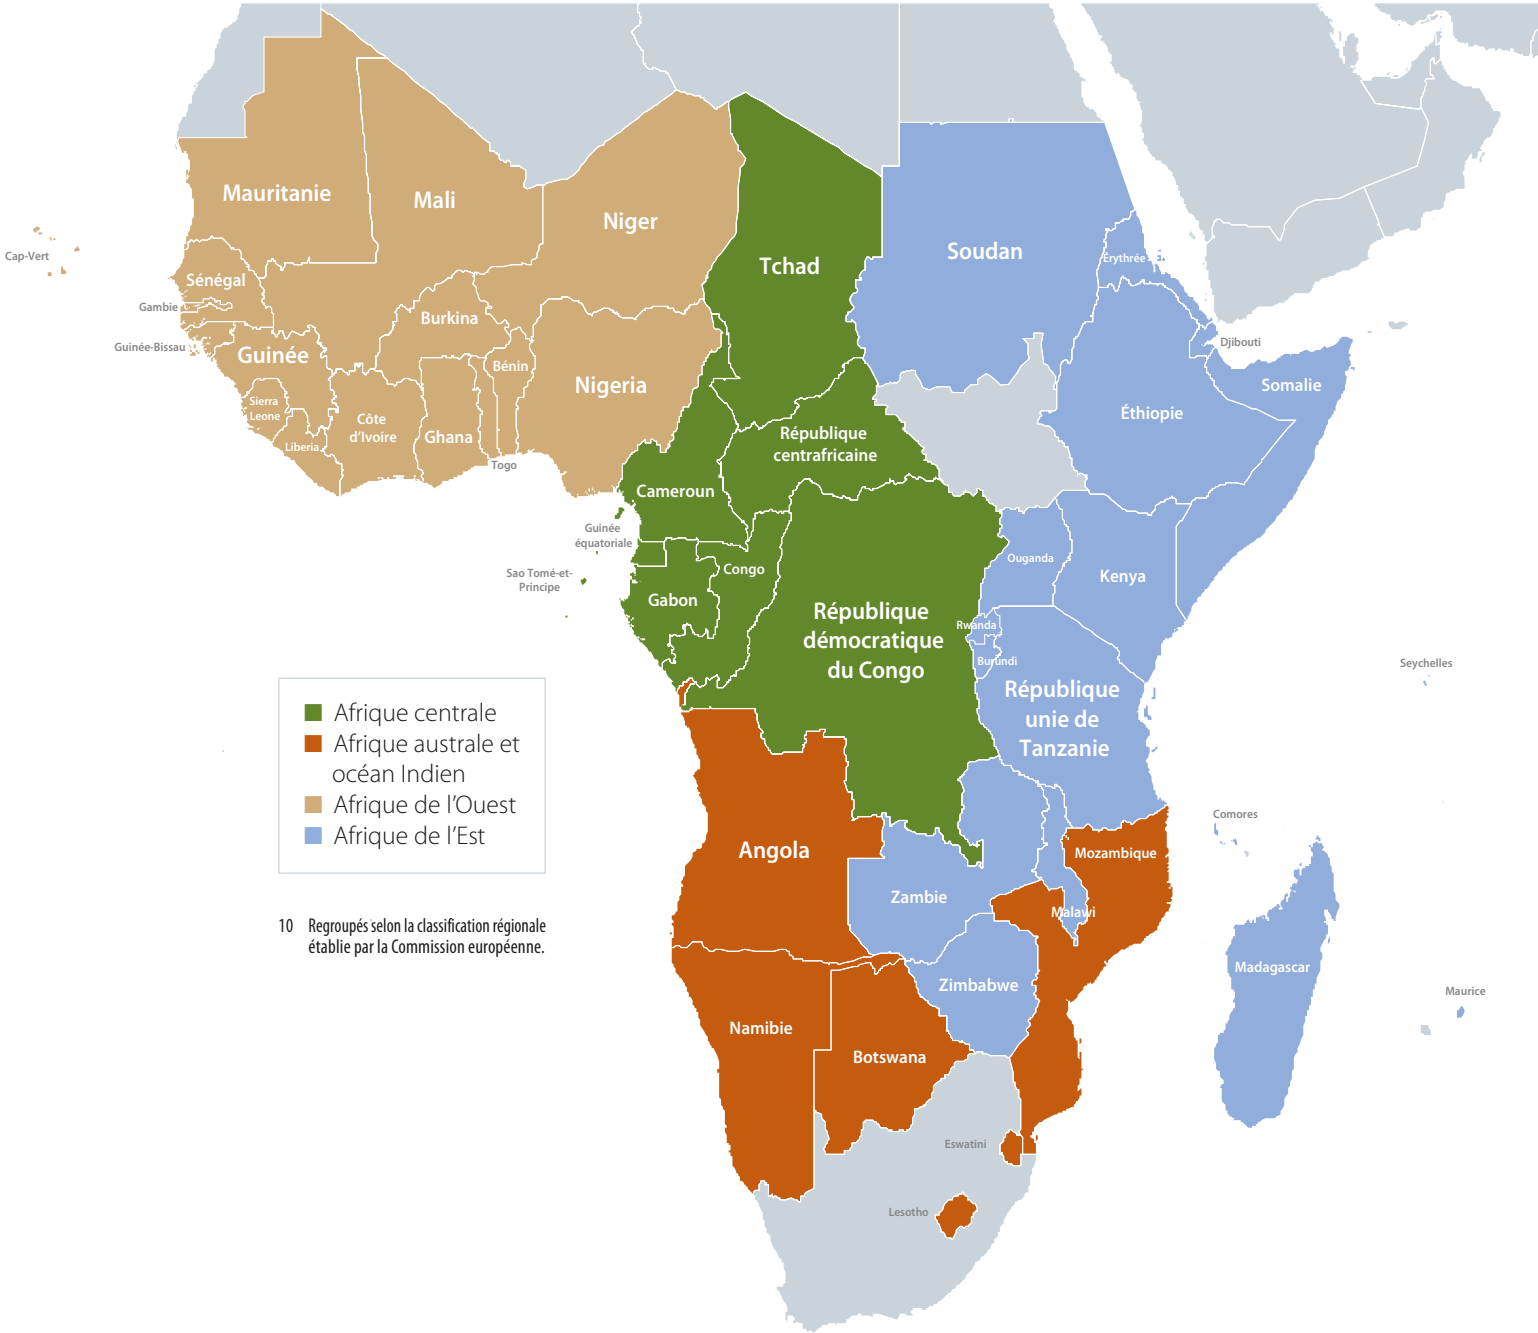 Mauritanie
Mali
Niger
Tchad
Soudan
Érythrée
Cap-Vert
Sénégal
Gambie
Burkina
Guinée-Bissau
Guinée
Bénin
Nigeria
Djibouti
Somalie
Éthiopie
Sierra
Leone
Côte
d'Ivoire
Ghana
Liberia
Togo
République
centrafricaine
Cameroun
Guinée
équatoriale
Sao Tomé-et-
Principe
Congo
Gabon
Ouganda
Kenya
République
démocratique
du Congo
Rwanda
Burundi
République
unie de
Tanzanie
Seychelles
Afrique centrale
Afrique australe et
océan Indien
Afrique de l'Ouest
Afrique de l'Est
10 Regroupés selon la classification régionale
établie par la Commission européenne.
Angola
Zambie
Malawi
Mozambique
Comores
Madagascar
Maurice
Zimbabwe
Namibie
Botswana
Eswatini
Lesotho